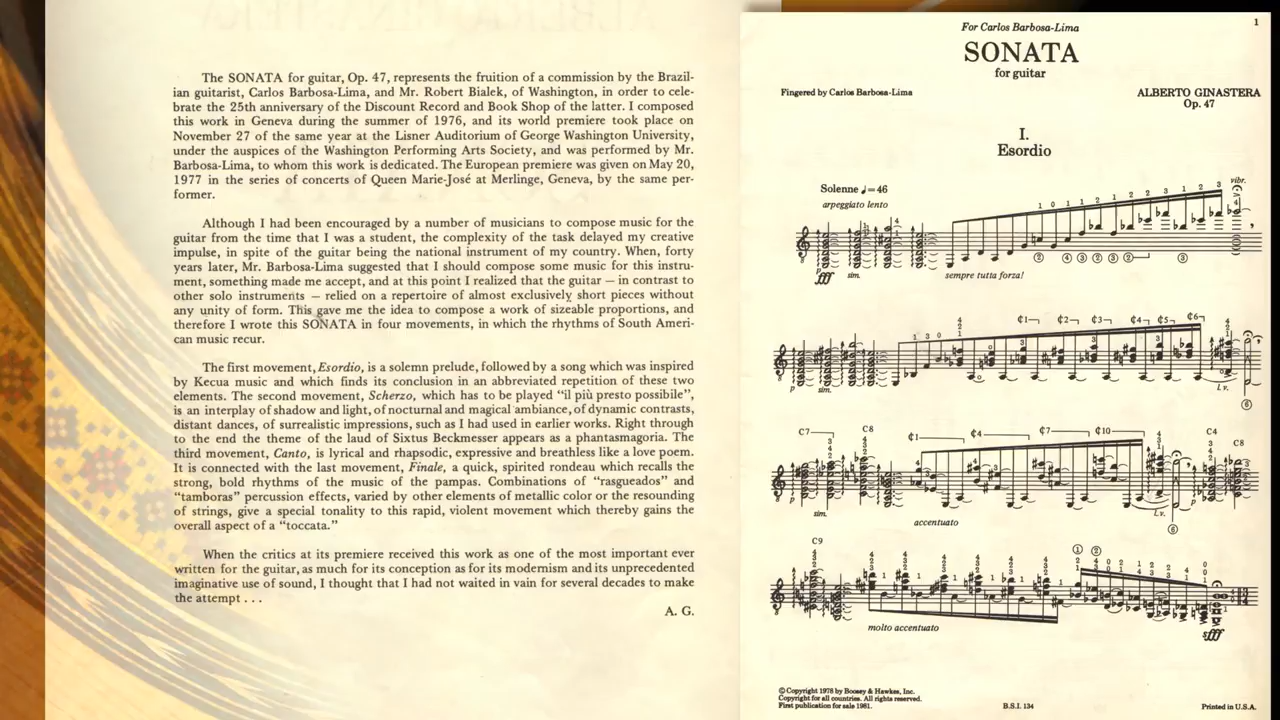 The SONATA for guitar, Op. 47, represents the fruition of a commission by the Brazil-
ian guitarist, Carlos Barbosa-Lima, and Mr. Robert Bialek, of Washington, in order to cele-
brate the 25th anniversary of the Discount Record and Book Shop of the latter. I composed
this work in Geneva during the summer of 1976, and its world premiere took place on
November 27 of the same year at the Lisner Auditorium of George Washington University,
under the auspices of the Washington Performing Arts Society, and was performed by Mr.
Barbosa-Lima, to whom this work is dedicated. The European premiere was given on May 20,
1977 in the series of concerts of Queen Marie-José at Merlinge, Geneva, by the same per-
former.
Although I had been encouraged by a number of musicians to compose music for the
guitar from the time that I was a student, the complexity of the task delayed my creative
impulse, in spite of the guitar being the national instrument of my country. When, forty
years later, Mr. Barbosa-Lima suggested that I should compose some music for this instru-
ment, something made me accept, and at this point I realized that the guitar — in contrast to
other solo instruments — relied on a repertoire of almost exclusively short pieces without
any unity of form. This gave me the idea to compose a work of sizeable proportions, and
therefore I wrote this SONATA in four movements, in which the rhythms of South Ameri-
can music recur.
The first movement, Esordio, is a solemn prelude, followed by a song which was inspired
by Kecua music and which finds its conclusion in an abbreviated repetition of these two
elements. The second movement, Scherzo, which has to be played "il più presto possibile",
is an interplay of shadow and light, of nocturnal and magical ambiance, of dynamic contrasts,
distant dances, of surrealistic impressions, such as I had used in earlier works. Right through
to the end the theme of the laud of Sixtus Beckmesser appears as a phantasmagoria. The
third movement, Canto, is lyrical and rhapsodic, expressive and breathless like a love poem.
It is connected with the last movement, Finale, a quick, spirited rondeau which recalls the
strong, bold rhythms of the music of the pampas. Combinations of "rasgueados" and
"tamboras" percussion effects, varied by other elements of metallic color or the resounding
of strings, give a special tonality to this rapid, violent movement which thereby gains the
overall aspect of a "toccata."
When the critics at its premiere received this work as one of the most important ever
written for the guitar, as much for its conception as for its modernism and its unprecedented
imaginative use of sound, I thought that I had not waited in vain for several decades to make
the attempt . . .
A. G.
1
For Carlos Barbosa-Lima
SONATA
for guitar
Fingered by Carlos Barbosa-Lima
ALBERTO GINASTERA
Op. 47
I.
Esordio
Solenne ♩= 46
arpeggiato lento
vibr.
p
fff
sim.
sempre tutta forza!
₵1 ₵2 ₵3 ₵4 ₵5 ₵6
p
sim.
l.v.
C7 C8 ₵1 ₵4 ₵7 ₵10 C4 C8
p
sim.
accentuato
l.v.
p
C9
molto accentuato
sfff
© Copyright 1978 by Boosey & Hawkes, Inc.
Copyright for all countries. All rights reserved.
First publication for sale 1981.
B.S.I. 134
Printed in U.S.A.